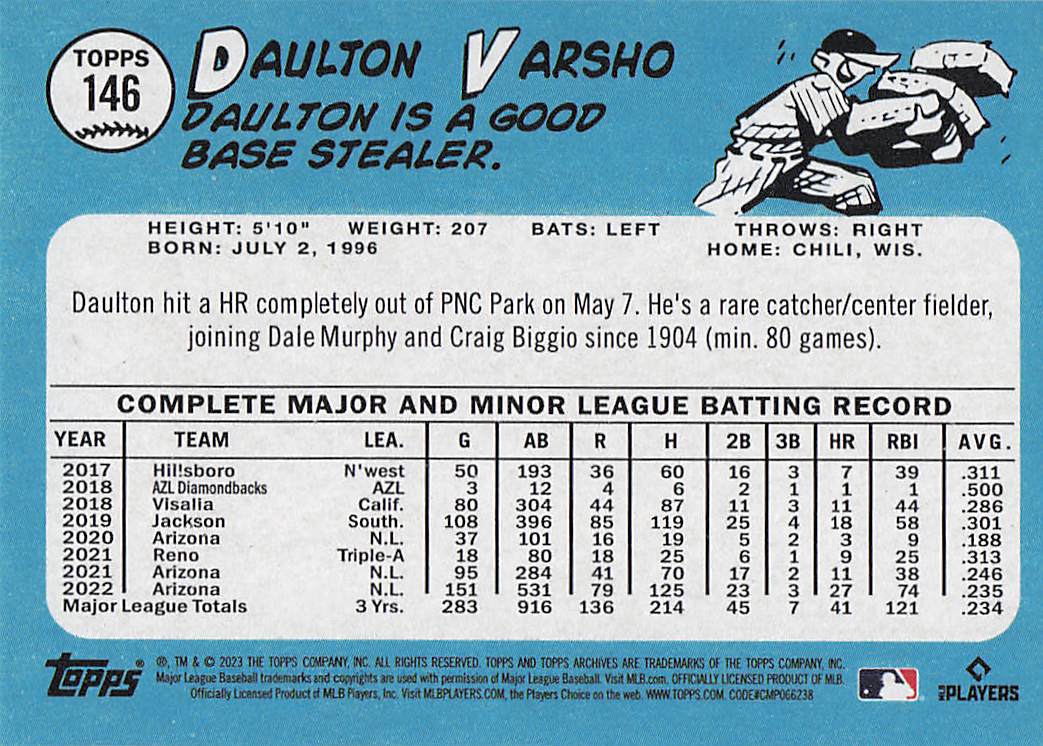 TOPPS
146
DAULTON VARSHO
DAULTON IS A GOOD
BASE STEALER.
HEIGHT: 5'10" WEIGHT: 207 BATS: LEFT THROWS: RIGHT
BORN: JULY 2, 1996 HOME: CHILI, WIS.
Daulton hit a HR completely out of PNC Park on May 7. He's a rare catcher/center fielder,
joining Dale Murphy and Craig Biggio since 1904 (min. 80 games).
COMPLETE MAJOR AND MINOR LEAGUE BATTING RECORD
YEAR TEAM LEA. G AB R H 2B 3B HR RBI AVG.
2017 Hillsboro N'west 50 193 36 60 16 3 7 39 .311
2018 AZL Diamondbacks AZL 3 12 4 6 2 1 1 1 .500
2018 Visalia Calif. 80 304 44 87 11 3 11 44 .286
2019 Jackson South. 108 396 85 119 25 4 18 58 .301
2020 Arizona N.L. 37 101 16 19 5 2 3 9 .188
2021 Reno Triple-A 18 80 18 25 6 1 9 25 .313
2021 Arizona N.L. 95 284 41 70 17 2 11 38 .246
2022 Arizona N.L. 151 531 79 125 23 3 27 74 .235
Major League Totals 3 Yrs. 283 916 136 214 45 7 41 121 .234
Topps® ®, TM & © 2023 THE TOPPS COMPANY, INC. ALL RIGHTS RESERVED. TOPPS AND TOPPS ARCHIVES ARE TRADEMARKS OF THE TOPPS COMPANY, INC.
Major League Baseball trademarks and copyrights are used with permission of Major League Baseball. Visit MLB.com. OFFICIALLY LICENSED PRODUCT OF MLB.
Officially Licensed Product of MLB Players, Inc. Visit MLBPLAYERS.COM, the Players Choice on the web. WWW.TOPPS.COM. CODE#CMP066238
PLAYERS